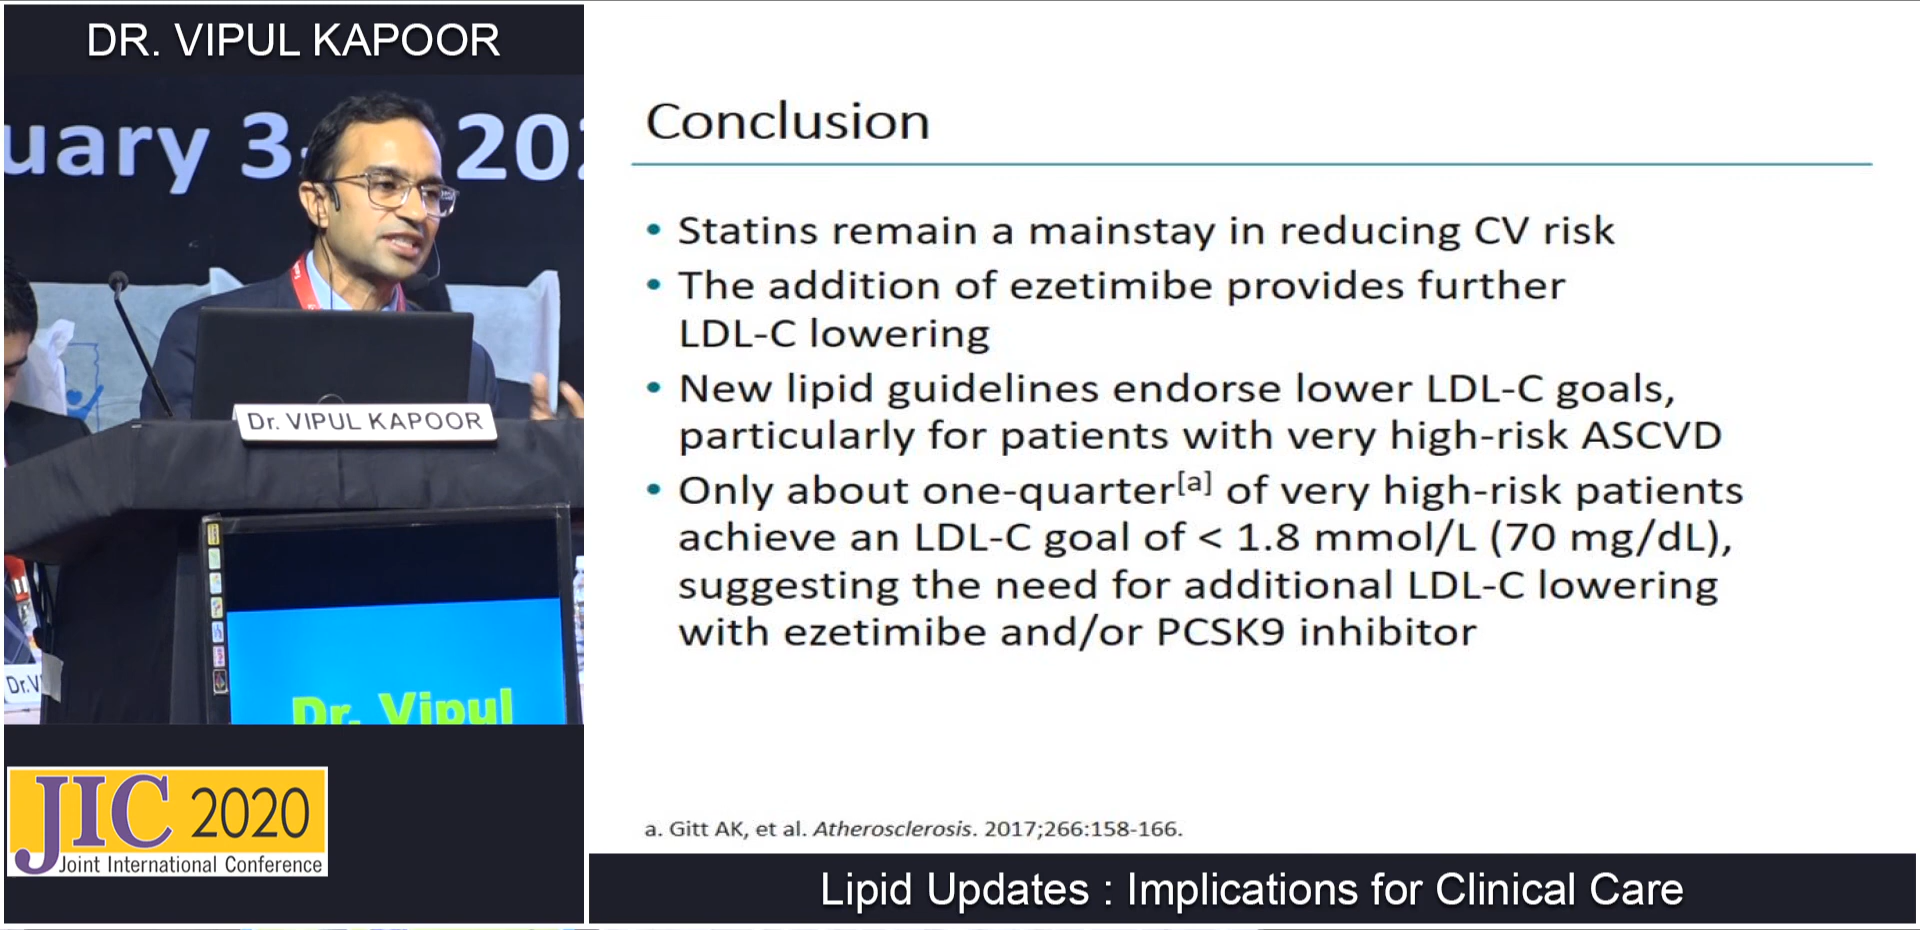 DR. VIPUL KAPOOR
uary 3- 202
Dr. VIPUL KAPOOR
Dr.V
Dr. Vipul
JIC 2020
Joint International Conference
Conclusion
• Statins remain a mainstay in reducing CV risk
• The addition of ezetimibe provides further
LDL-C lowering
• New lipid guidelines endorse lower LDL-C goals,
particularly for patients with very high-risk ASCVD
• Only about one-quarter[a] of very high-risk patients
achieve an LDL-C goal of < 1.8 mmol/L (70 mg/dL),
suggesting the need for additional LDL-C lowering
with ezetimibe and/or PCSK9 inhibitor
a. Gitt AK, et al. Atherosclerosis. 2017;266:158-166.
Lipid Updates : Implications for Clinical Care